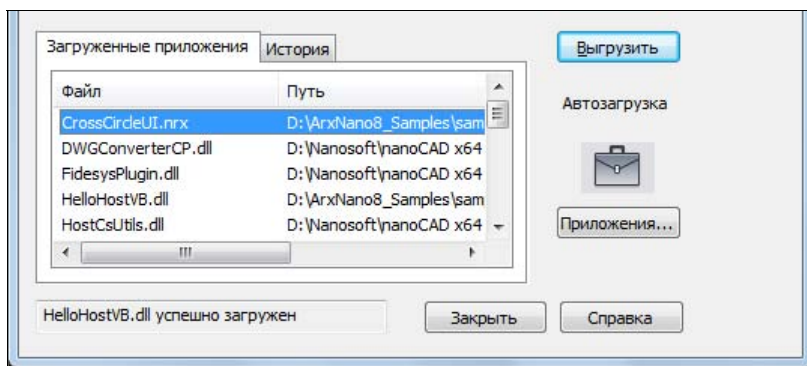 Загруженные приложения История Выгрузить
Файл Путь
Автозагрузка
CrossCircleUI.nrx D:\ArxNano8_Samples\sam
DWGConverterCP.dll D:\Nanosoft\nanoCAD x64
FidesysPlugin.dll D:\Nanosoft\nanoCAD x64
HelloHostVB.dll D:\ArxNano8_Samples\sam
HostCsUtils.dll D:\Nanosoft\nanoCAD x64
Приложения...
HelloHostVB.dll успешно загружен Закрыть Справка